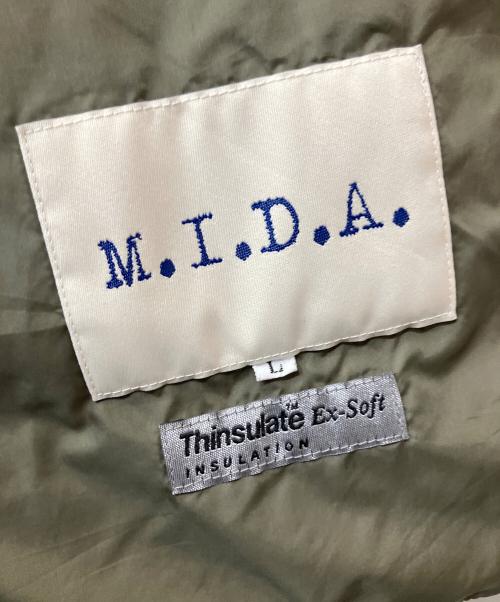 M.I.D.A.
L
Thinsulate™ Ex-Soft
INSULATION